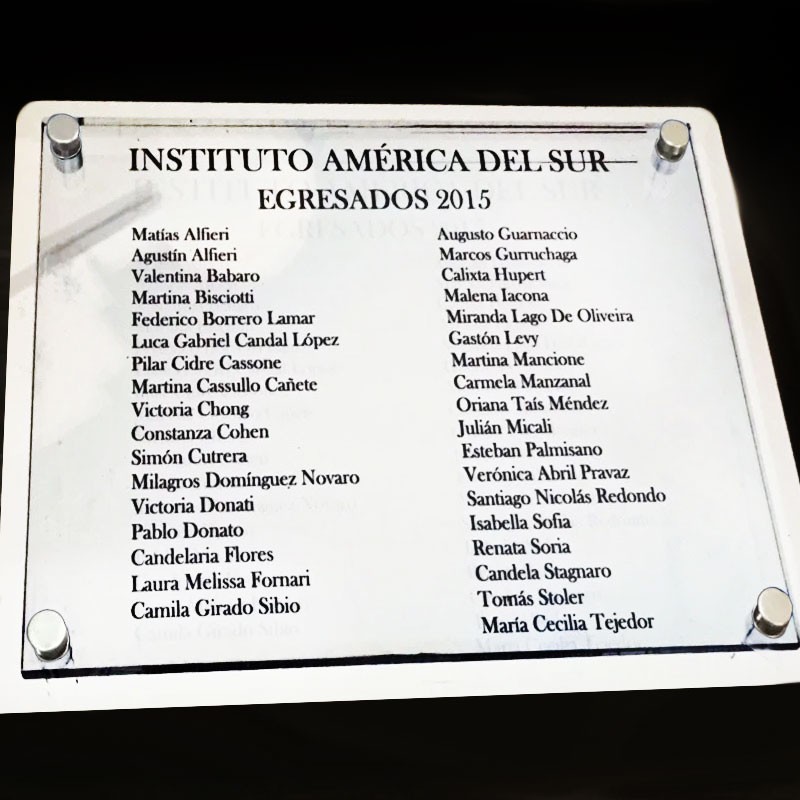 INSTITUTO AMÉRICA DEL SUR
EGRESADOS 2015
Matías Alfieri
Agustín Alfieri
Valentina Babaro
Martina Bisciotti
Federico Borrero Lamar
Luca Gabriel Candal López
Pilar Cidre Cassone
Martina Cassullo Cañete
Victoria Chong
Constanza Cohen
Simón Cutrera
Milagros Domínguez Novaro
Victoria Donati
Pablo Donato
Candelaria Flores
Laura Melissa Fornari
Camila Girado Sibio
Augusto Guarnaccio
Marcos Gurruchaga
Calixta Hupert
Malena Iacona
Miranda Lago De Oliveira
Gastón Levy
Martina Mancione
Carmela Manzanal
Oriana Taís Méndez
Julián Micali
Esteban Palmisano
Verónica Abril Pravaz
Santiago Nicolás Redondo
Isabella Sofia
Renata Soria
Candela Stagnaro
Tomás Stoler
María Cecilia Tejedor